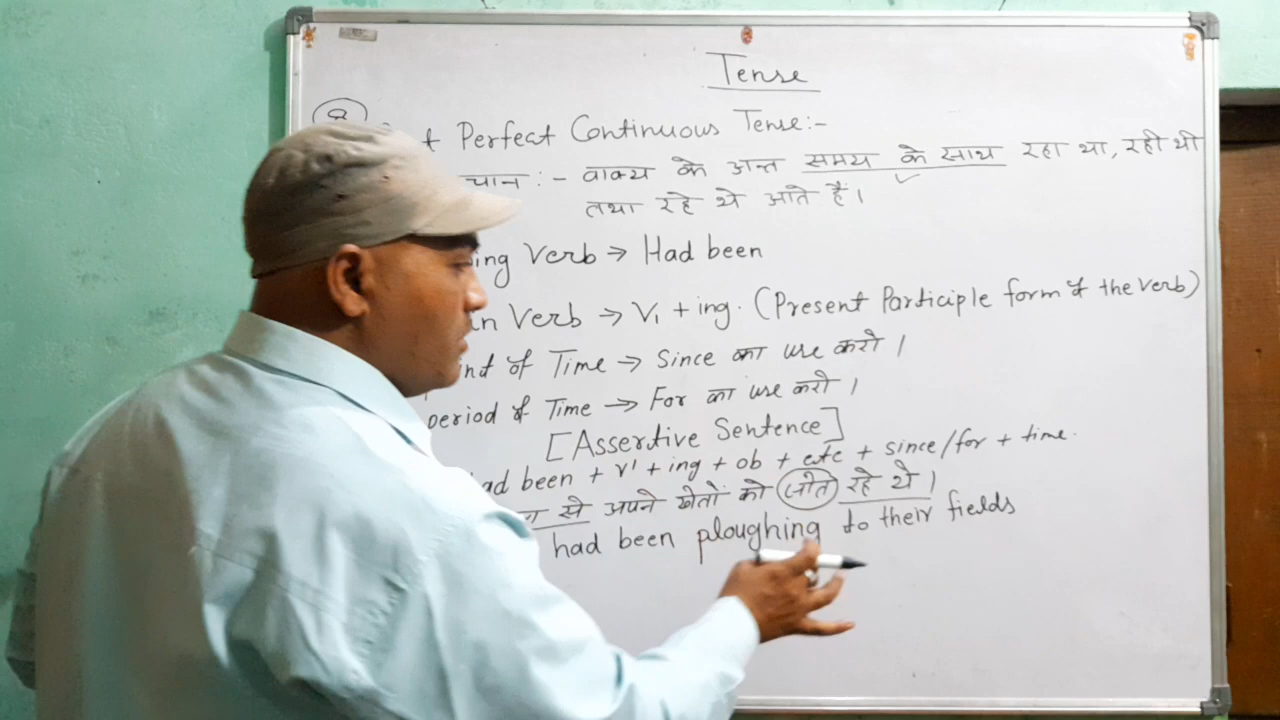 Tense
Perfect Continuous Tense:-
चान :- वाक्य के अन्त समय के साथ रहा था, रही थी
तथा रहे थे आते हैं।
ing Verb → Had been
n Verb → V1 + ing. (Present Participle form of the verb)
of Time → Since का use करो।
period of Time → For का use करो।
[Assertive Sentence]
ad been + V1 + ing + ob + etc + since/for + time.
से अपने खेतों को जोत रहे थे।
had been ploughing to their fields